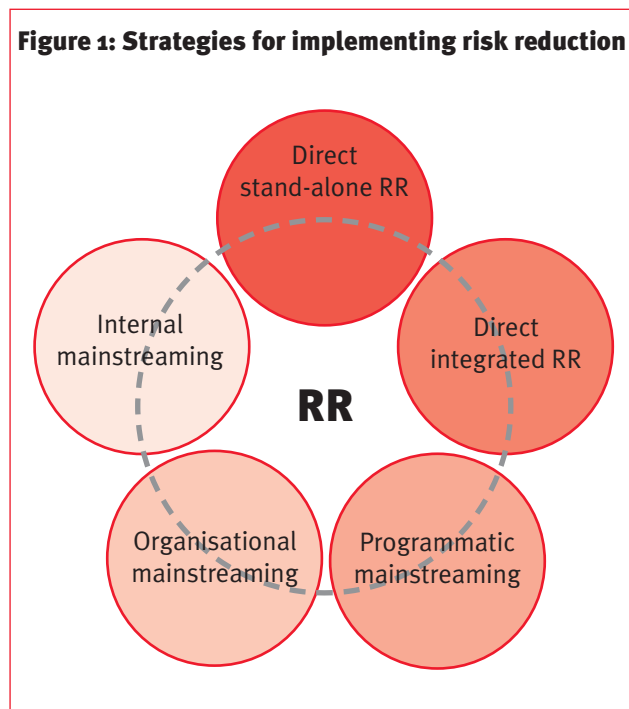 Figure 1: Strategies for implementing risk reduction
Direct
stand-alone RR
Direct
integrated RR
Internal
mainstreaming
RR
Organisational
mainstreaming
Programmatic
mainstreaming